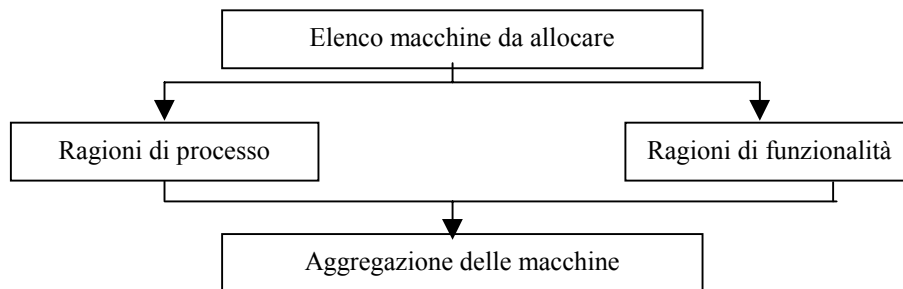 Elenco macchine da allocare
Ragioni di processo
Ragioni di funzionalità
Aggregazione delle macchine